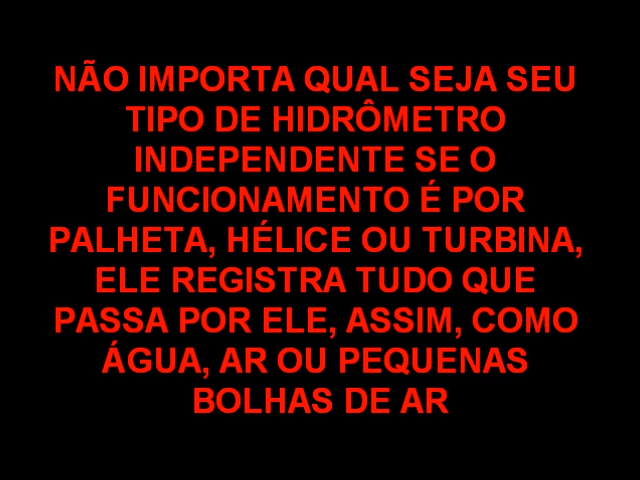 NÃO IMPORTA QUAL SEJA SEU
TIPO DE HIDRÔMETRO
INDEPENDENTE SE O
FUNCIONAMENTO É POR
PALHETA, HÉLICE OU TURBINA,
ELE REGISTRA TUDO QUE
PASSA POR ELE, ASSIM, COMO
ÁGUA, AR OU PEQUENAS
BOLHAS DE AR